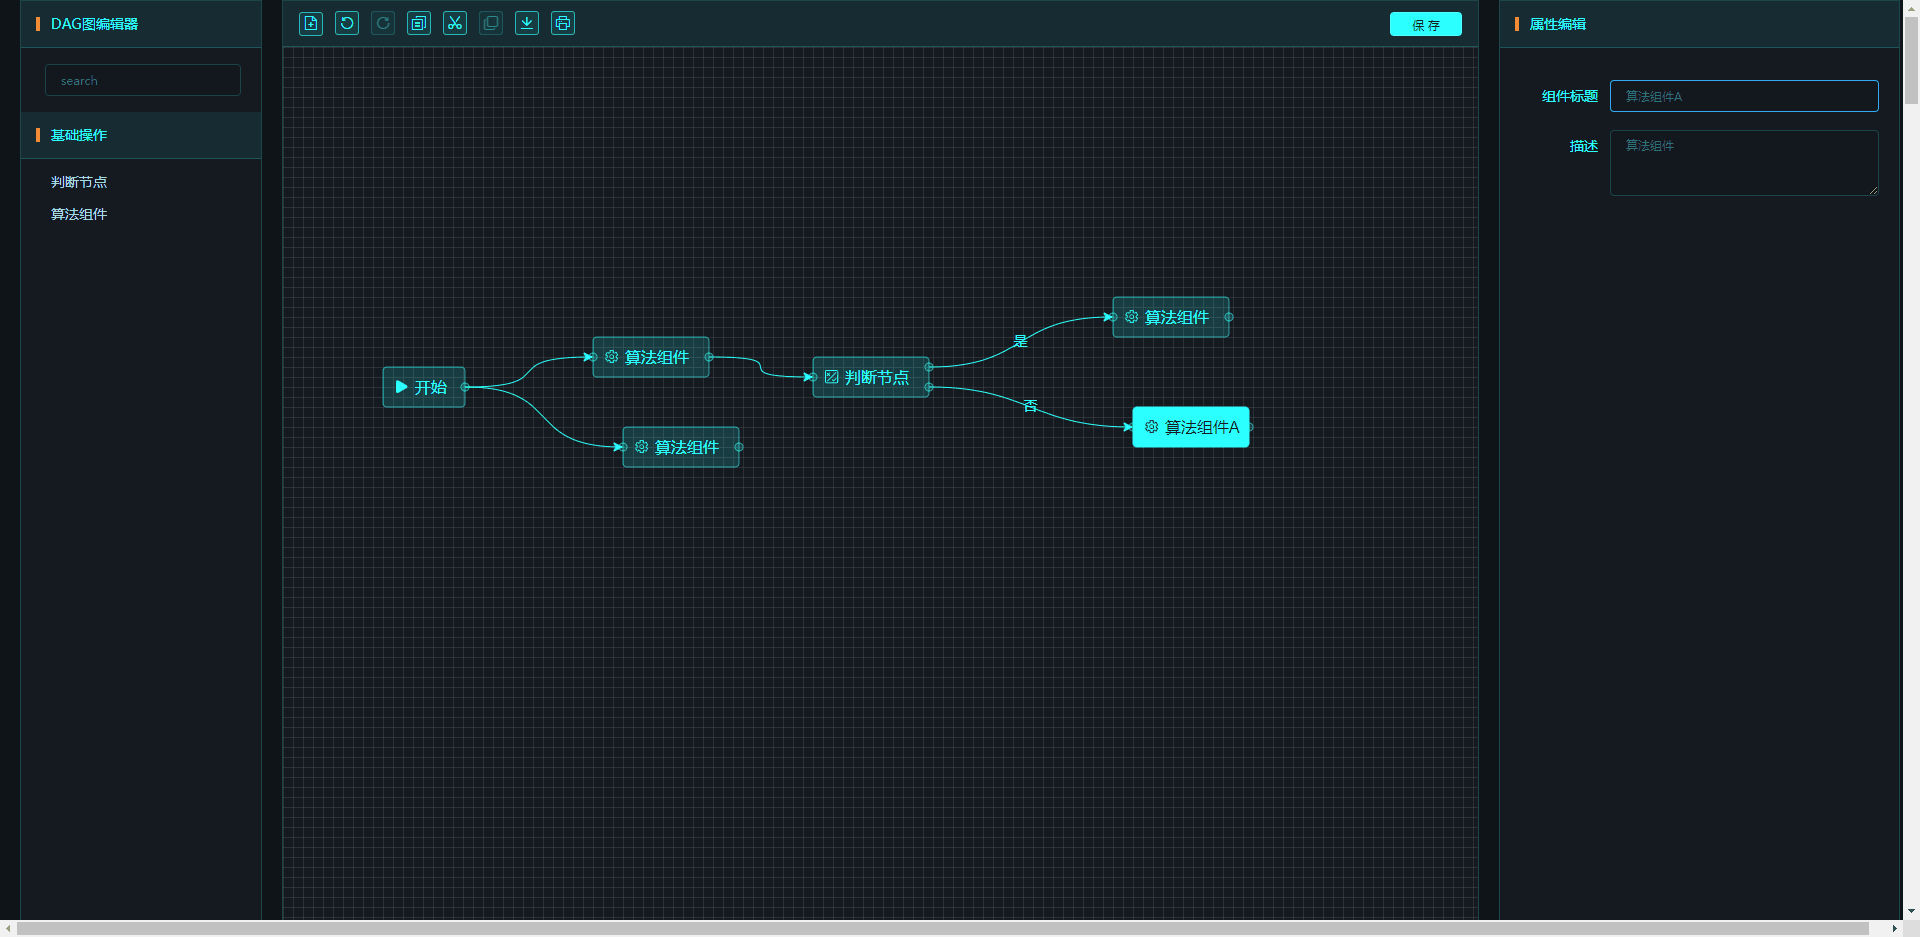 DAG图编辑器
search
基础操作
判断节点
算法组件
保存
开始
算法组件
算法组件
判断节点
是
否
算法组件
算法组件A
属性编辑
组件标题
算法组件A
描述
算法组件